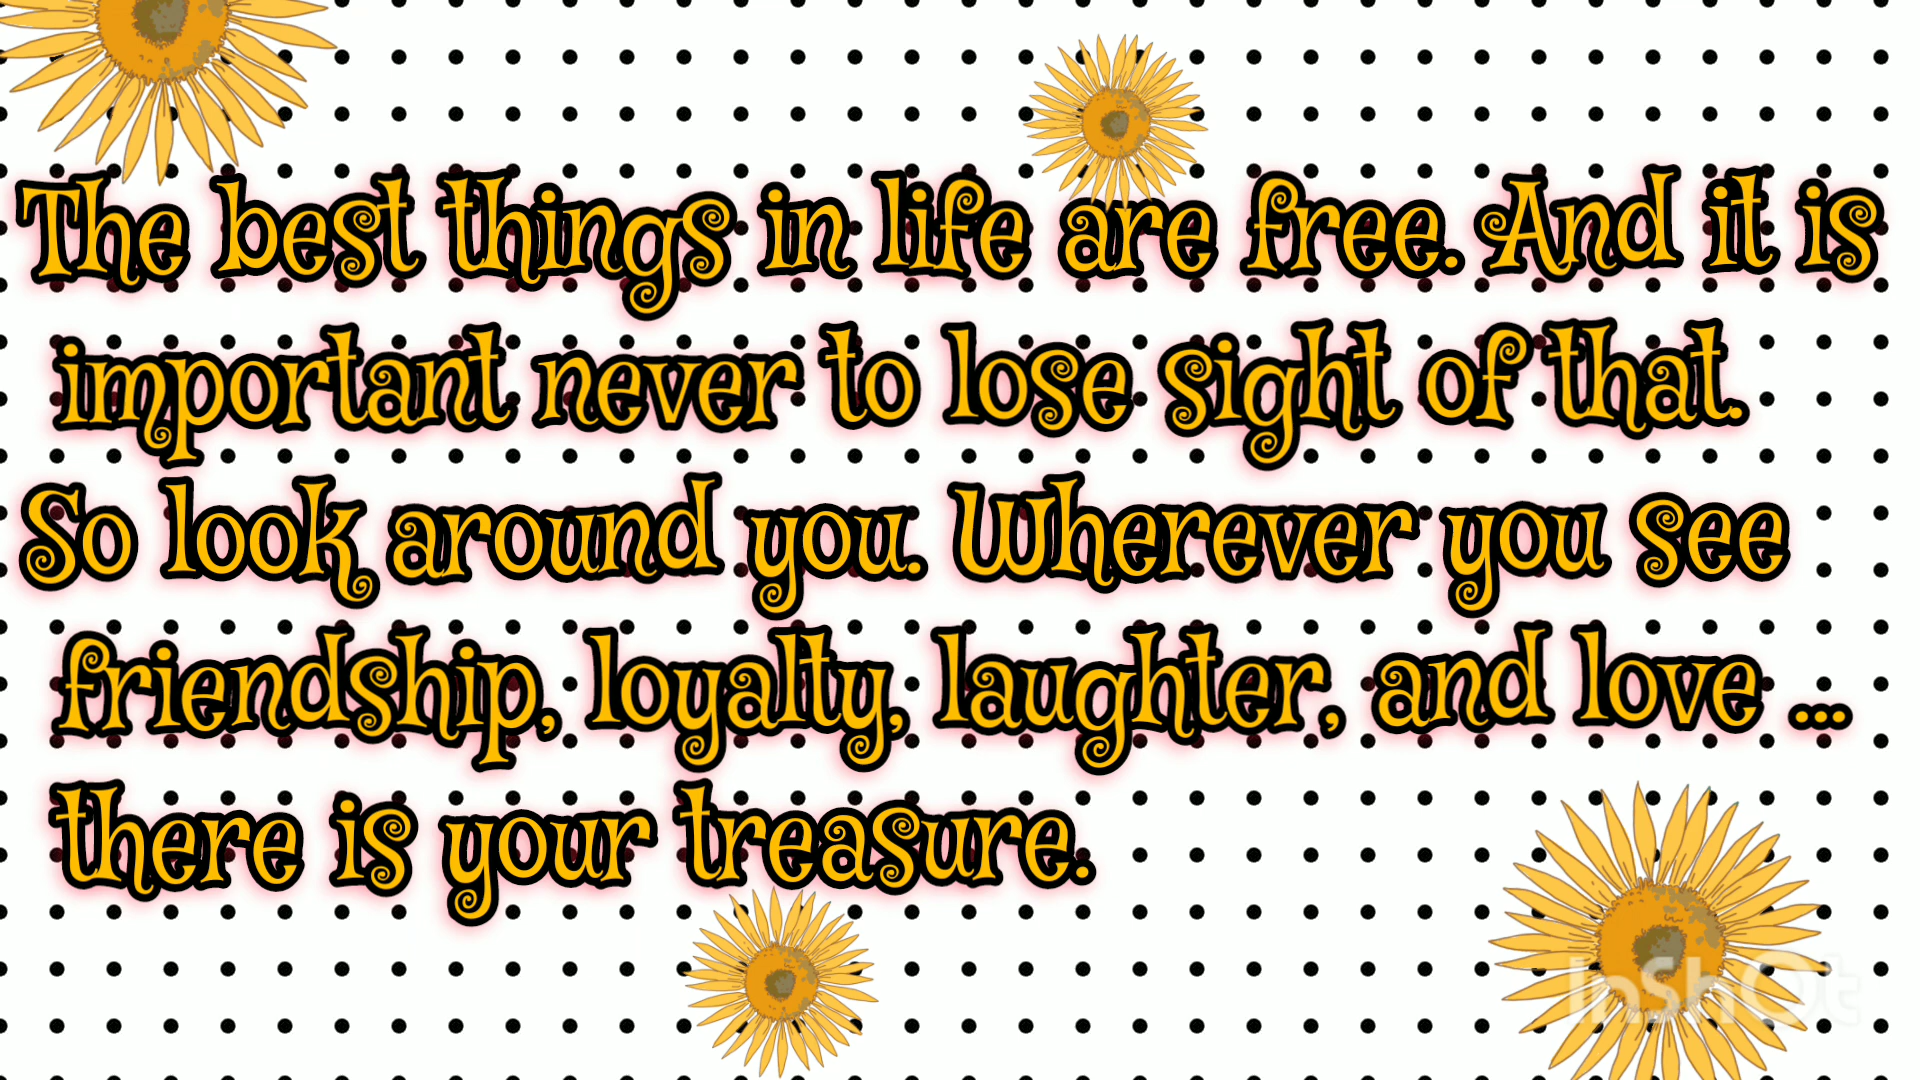 The best things in life are free. And it is
important never to lose sight of that.
So look around you. Wherever you see
friendship, loyalty, laughter, and love ...
there is your treasure.
InShOt